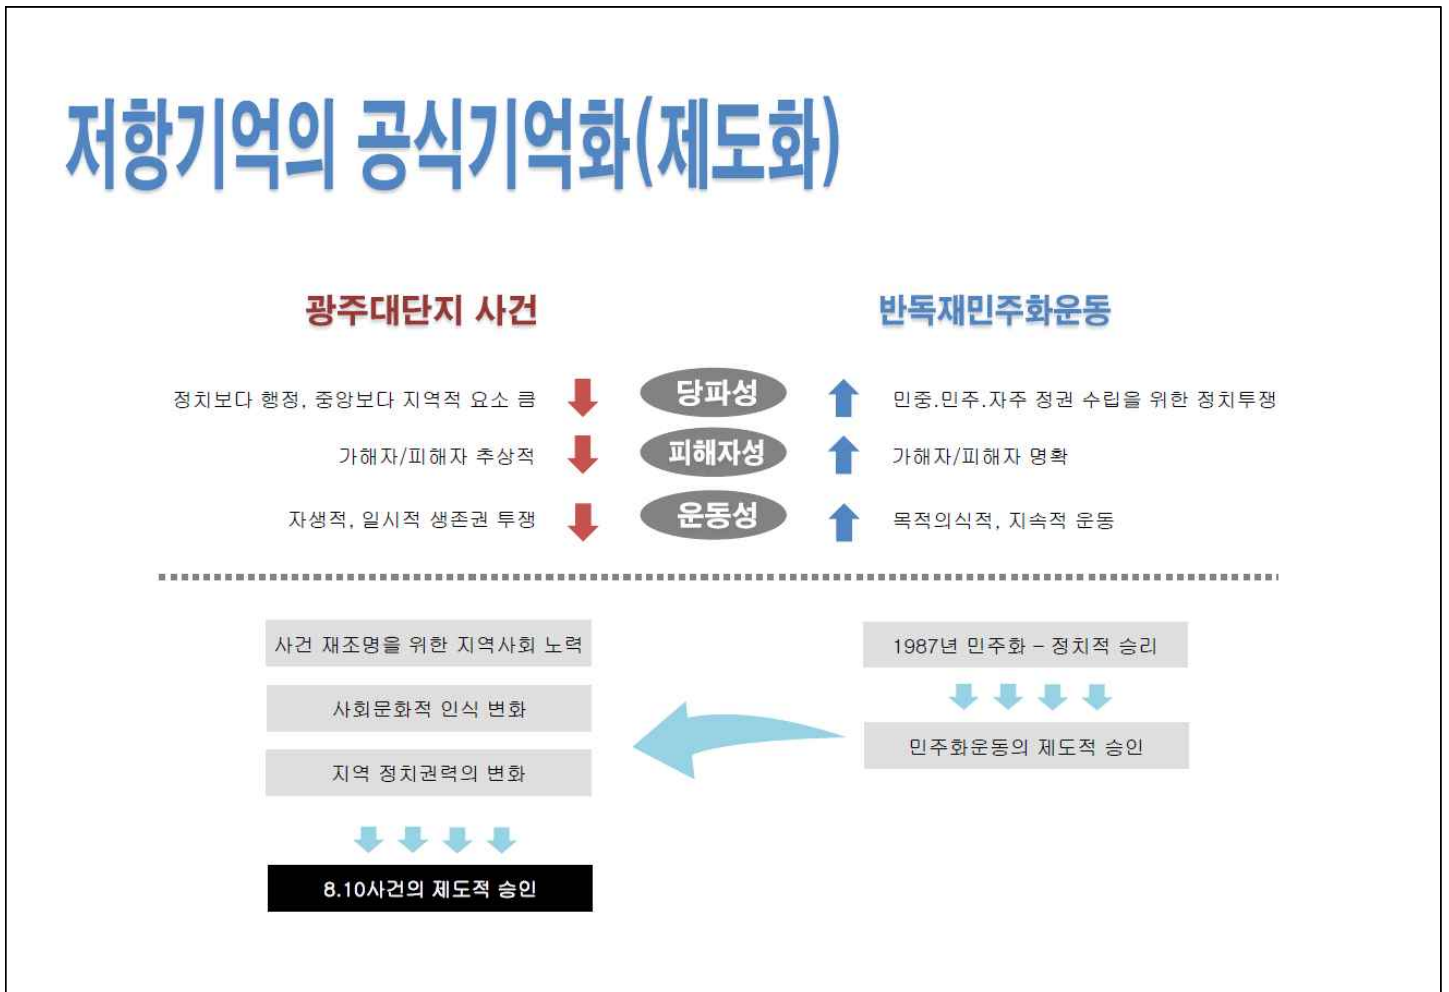 저항기억의 공식기억화(제도화)
광주대단지 사건
반독재민주화운동
정치보다 행정, 중앙보다 지역적 요소 큼
당파성
민중.민주.자주 정권 수립을 위한 정치투쟁
가해자/피해자 추상적
피해자성
가해자/피해자 명확
자생적, 일시적 생존권 투쟁
운동성
목적의식적, 지속적 운동
사건 재조명을 위한 지역사회 노력
사회문화적 인식 변화
지역 정치권력의 변화
8.10사건의 제도적 승인
1987년 민주화 – 정치적 승리
민주화운동의 제도적 승인